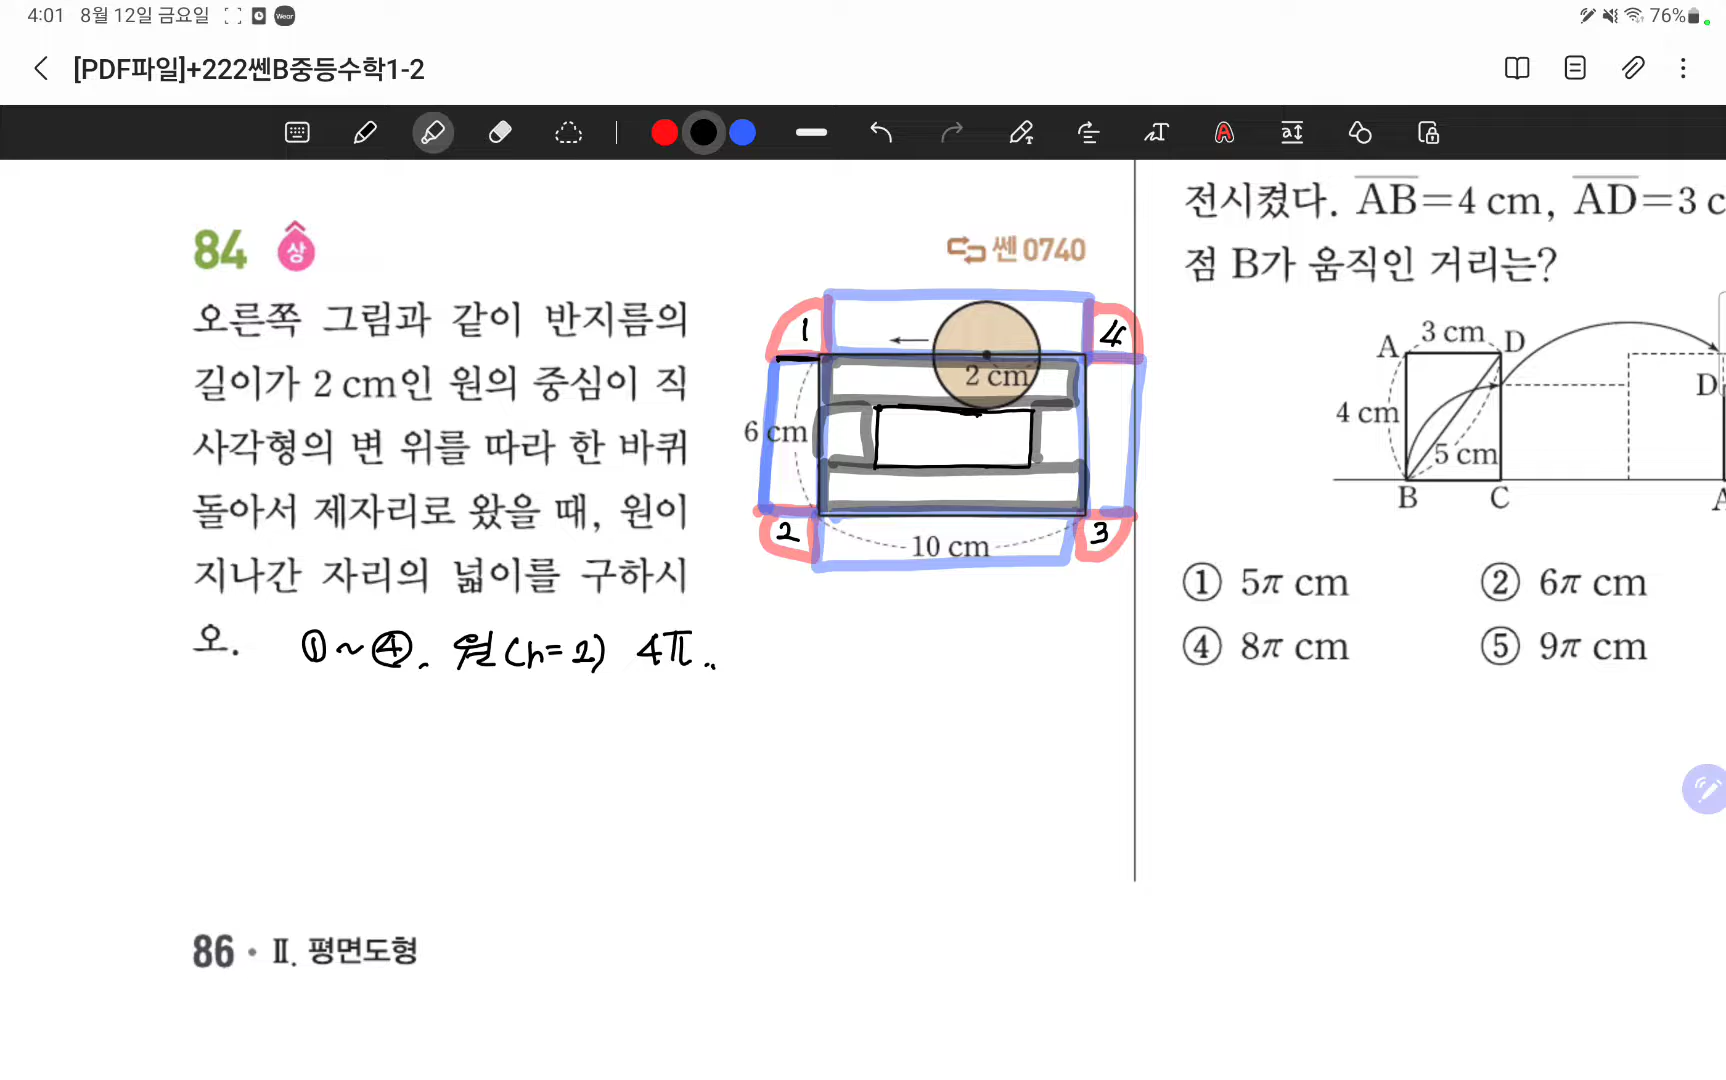 4:01 8월 12일 금요일 Wear 76%
[PDF파일]+222쎈B중등수학1-2
84 상 쎈 0740
오른쪽 그림과 같이 반지름의
길이가 2 cm인 원의 중심이 직
사각형의 변 위를 따라 한 바퀴
돌아서 제자리로 왔을 때, 원이
지나간 자리의 넓이를 구하시
오.
1 4
2 cm
6 cm
2 3
10 cm
①~④. 원(r=2) 4π..
86 • Ⅱ. 평면도형
전시켰다. AB=4 cm, AD=3 c
점 B가 움직인 거리는?
3 cm
A D
4 cm D
5 cm
B C A
① 5π cm ② 6π cm
④ 8π cm ⑤ 9π cm